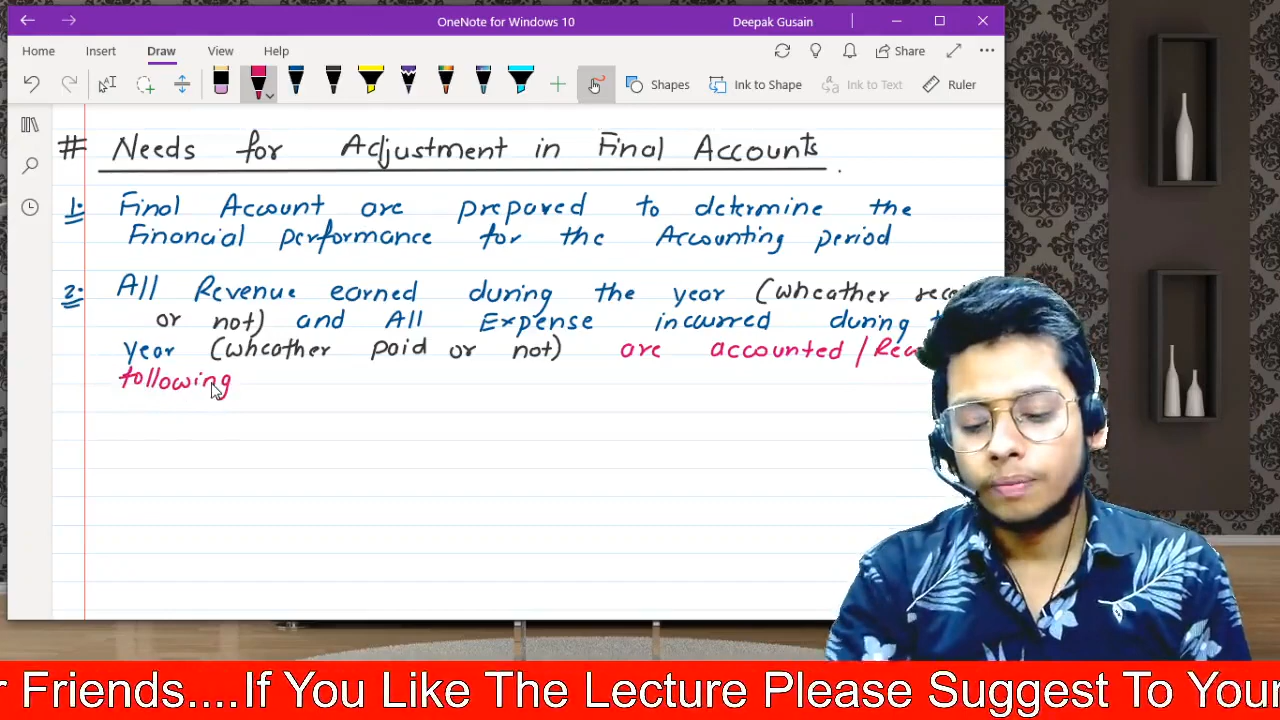 OneNote for Windows 10
Deepak Gusain
Home Insert Draw View Help
Share
Shapes Ink to Shape Ink to Text Ruler
# Needs for Adjustment in Final Accounts
1. Final Account are prepared to determine the
Financial performance for the Accounting period
2. All Revenue earned during the year (wheather
or not) and All Expense incurred during
year (wheather paid or not) are accounted /
following
r Friends....If You Like The Lecture Please Suggest To Your